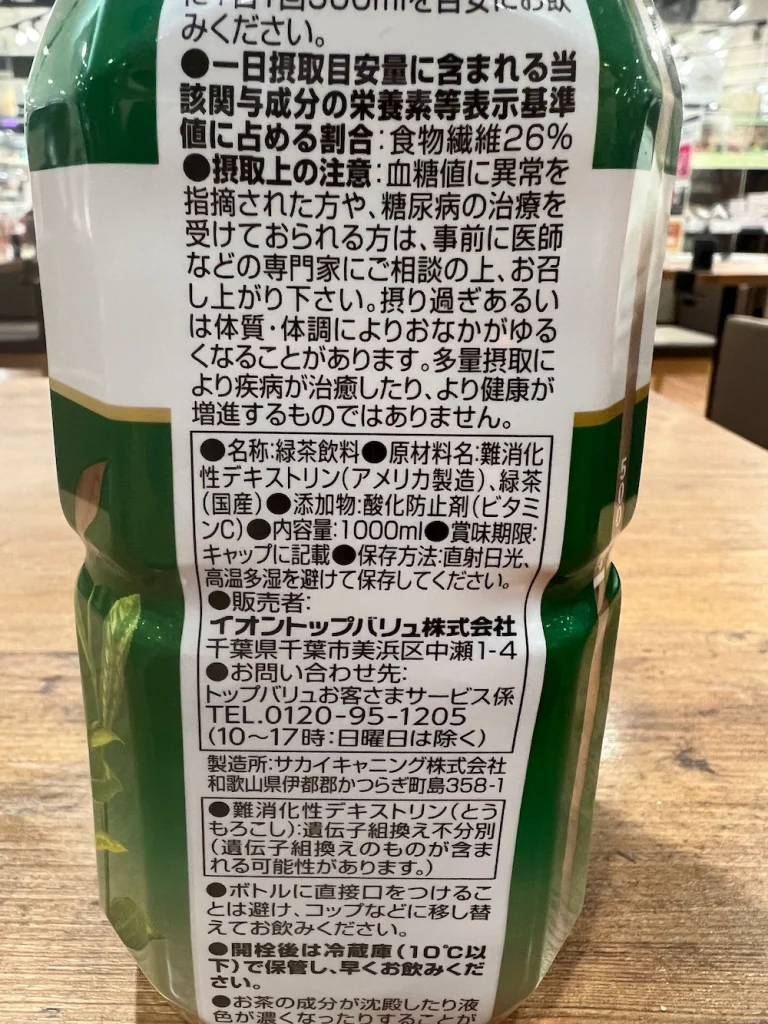 に1日1回500mlを目安にお飲
みください。
●一日摂取目安量に含まれる当
該関与成分の栄養素等表示基準
値に占める割合:食物繊維26%
●摂取上の注意:血糖値に異常を
指摘された方や、糖尿病の治療を
受けておられる方は、事前に医師
などの専門家にご相談の上、お召
し上がり下さい。摂り過ぎあるい
は体質・体調によりおなかがゆる
くなることがあります。多量摂取に
より疾病が治癒したり、より健康が
増進するものではありません。
●名称:緑茶飲料●原材料名:難消化
性デキストリン(アメリカ製造)、緑茶
(国産)●添加物:酸化防止剤(ビタミ
ンC)●内容量:1000ml●賞味期限:
キャップに記載●保存方法:直射日光、
高温多湿を避けて保存してください。
●販売者:
イオントップバリュ株式会社
千葉県千葉市美浜区中瀬1-4
●お問い合わせ先:
トップバリュお客さまサービス係
TEL.0120-95-1205
(10~17時:日曜日は除く)
製造所:サカイキャニング株式会社
和歌山県伊都郡かつらぎ町島358-1
●難消化性デキストリン(とう
もろこし):遺伝子組換え不分別
(遺伝子組換えのものが含ま
れる可能性があります。)
●ボトルに直接口をつけるこ
とは避け、コップなどに移し替
えてお飲みください。
●開栓後は冷蔵庫(10℃以
下)で保管し、早くお飲みくだ
さい。
●お茶の成分が沈殿したり液
色が濃くなったりすることが